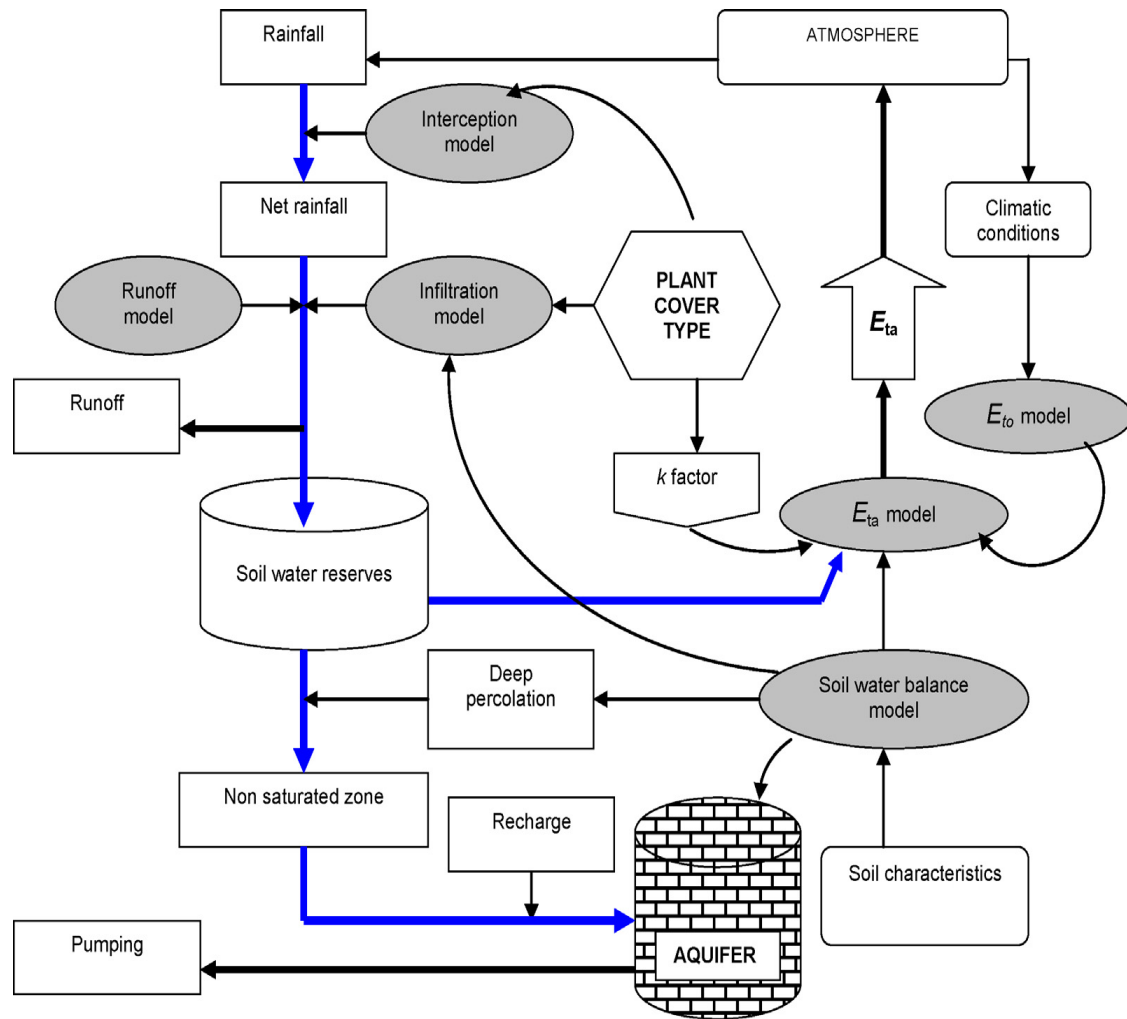 Rainfall
ATMOSPHERE
Interception
model
Net rainfall
Climatic
conditions
Runoff
model
Infiltration
model
PLANT
COVER
TYPE
Eta
Runoff
Eto model
k factor
Eta model
Soil water reserves
Deep
percolation
Soil water balance
model
Non saturated zone
Recharge
Soil characteristics
Pumping
AQUIFER